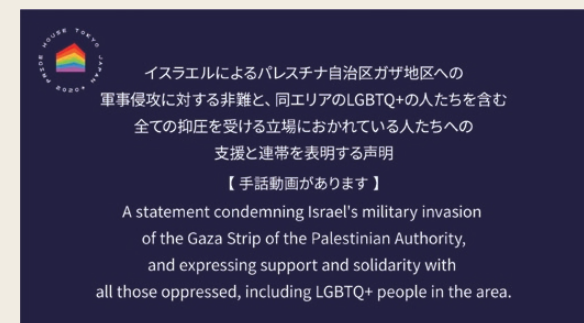 PRIDE HOUSE TOKYO JAPAN
イスラエルによるパレスチナ自治区ガザ地区への
軍事侵攻に対する非難と、同エリアのLGBTQ+の人たちを含む
全ての抑圧を受ける立場におかれている人たちへの
支援と連帯を表明する声明
【 手話動画があります 】
A statement condemning Israel's military invasion
of the Gaza Strip of the Palestinian Authority,
and expressing support and solidarity with
all those oppressed, including LGBTQ+ people in the area.